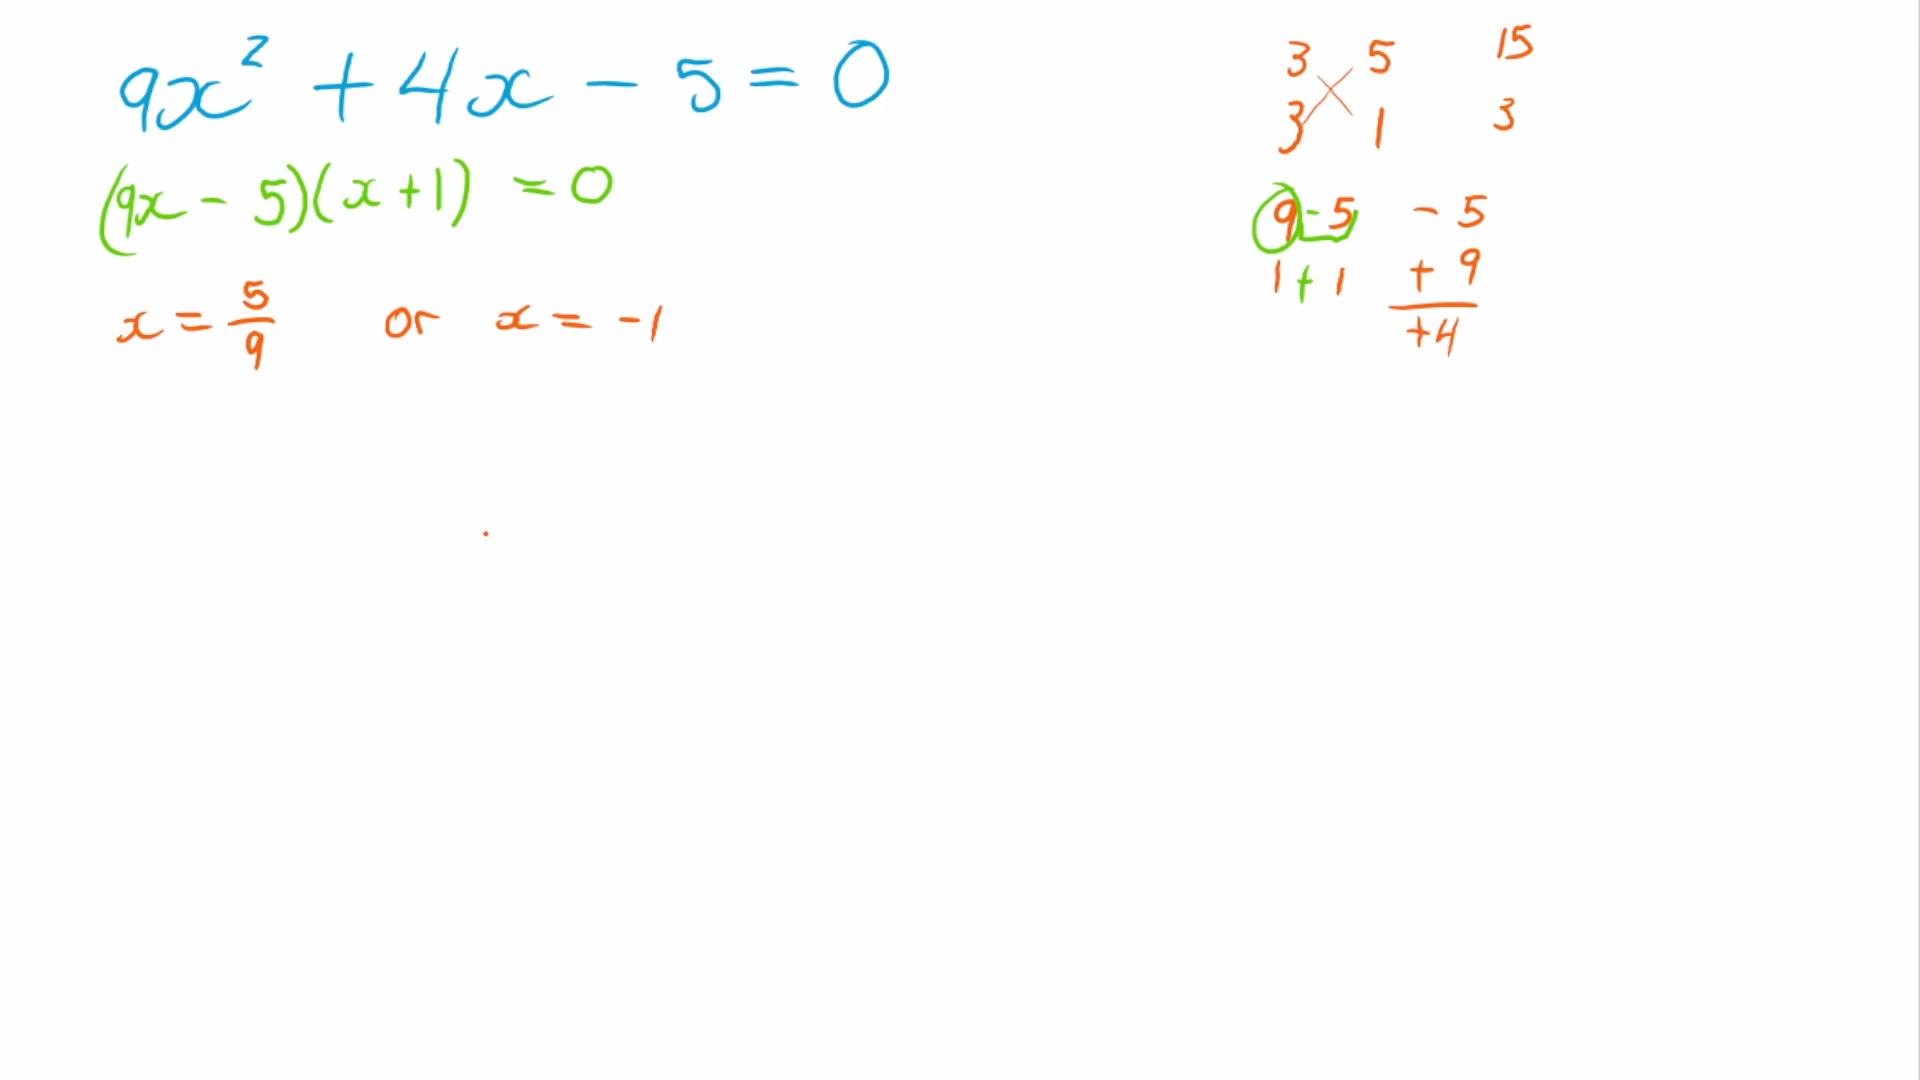 9x² + 4x - 5 = 0
(9x - 5)(x + 1) = 0
x = 5/9 or x = -1
3 5 15
3 1 3
9 - 5 - 5
1 + 1 + 9
+4